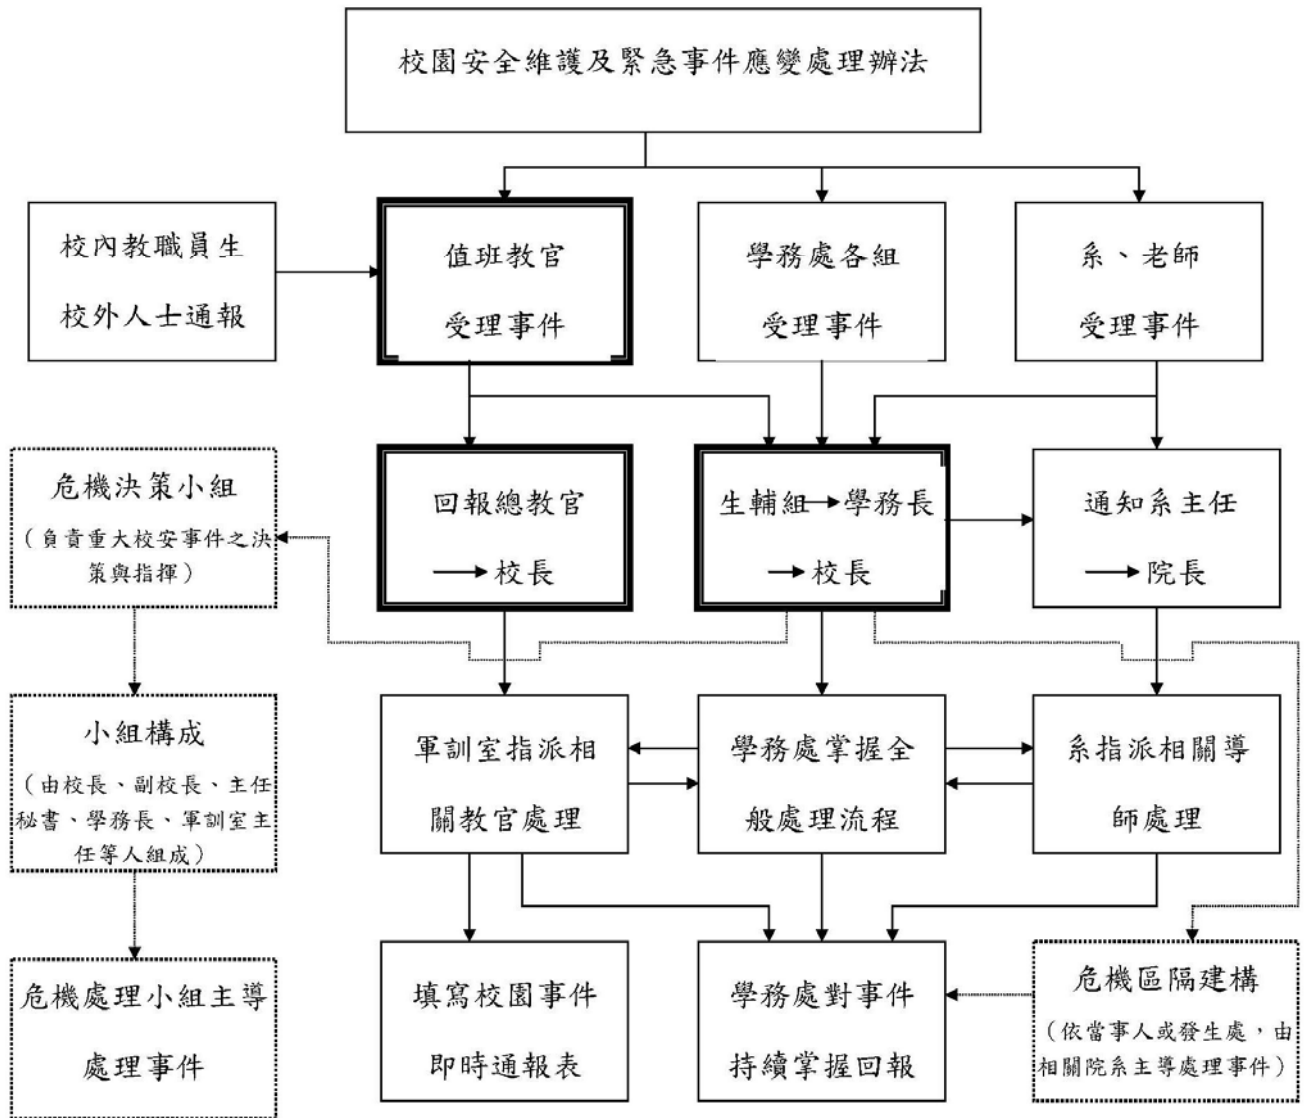 校園安全維護及緊急事件應變處理辦法
校內教職員生
校外人士通報
值班教官
受理事件
學務處各組
受理事件
系、老師
受理事件
危機決策小組
（負責重大校安事件之決
策與指揮）
回報總教官
校長
生輔組 學務長
校長
通知系主任
院長
小組構成
（由校長、副校長、主任
秘書、學務長、軍訓室主
任等人組成）
軍訓室指派相
關教官處理
學務處掌握全
般處理流程
系指派相關導
師處理
危機處理小組主導
處理事件
填寫校園事件
即時通報表
學務處對事件
持續掌握回報
危機區隔建構
（依當事人或發生處，由
相關院系主導處理事件）